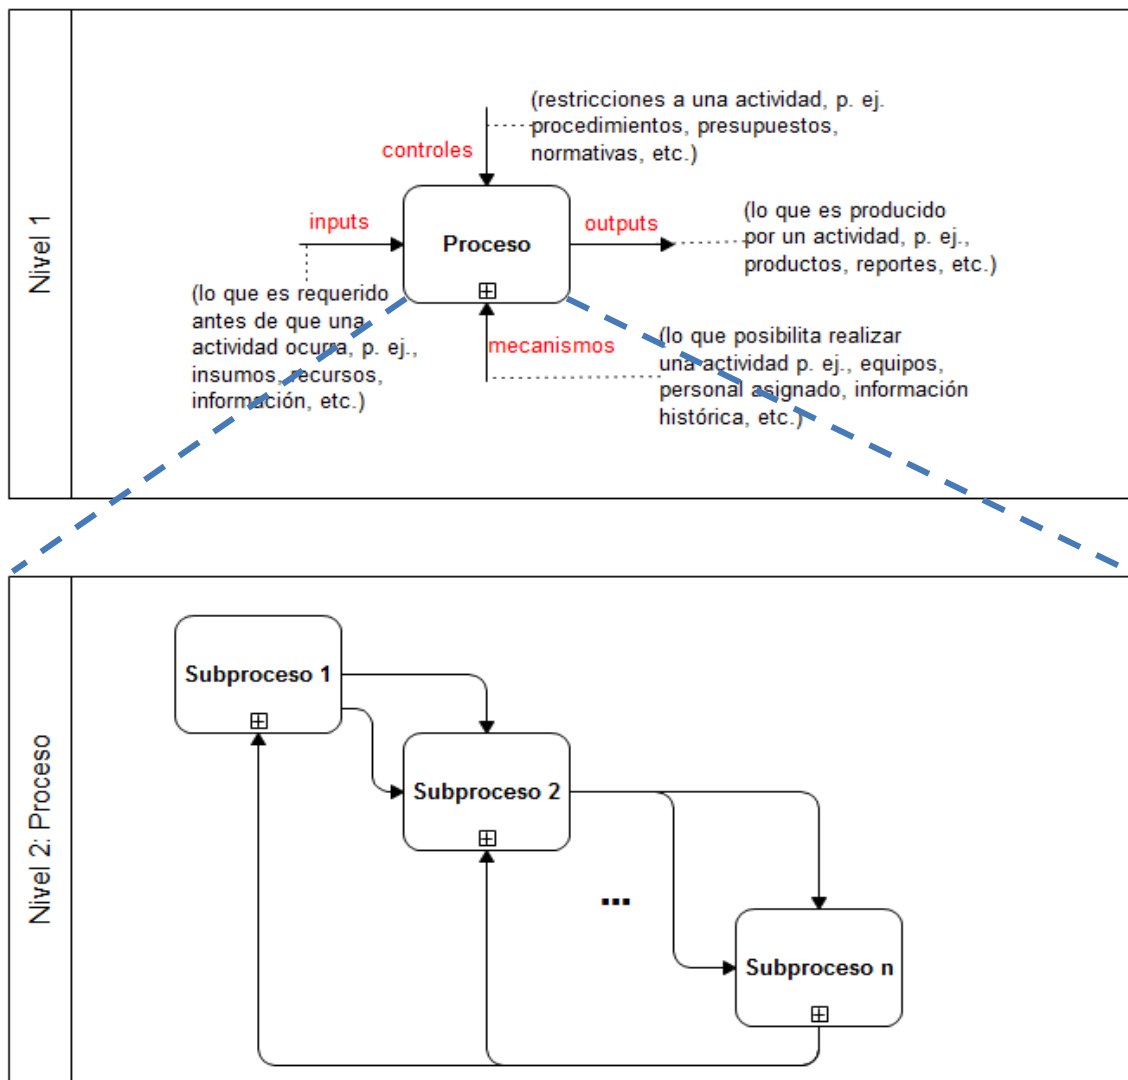 Nivel 1
(restricciones a una actividad, p. ej.
procedimientos, presupuestos,
normativas, etc.)
controles
inputs
Proceso
outputs
(lo que es producido
por un actividad, p. ej.,
productos, reportes, etc.)
(lo que es requerido
antes de que una
actividad ocurra, p. ej.,
insumos, recursos,
información, etc.)
mecanismos
(lo que posibilita realizar
una actividad p. ej., equipos,
personal asignado, información
histórica, etc.)
Nivel 2: Proceso
Subproceso 1
Subproceso 2
...
Subproceso n